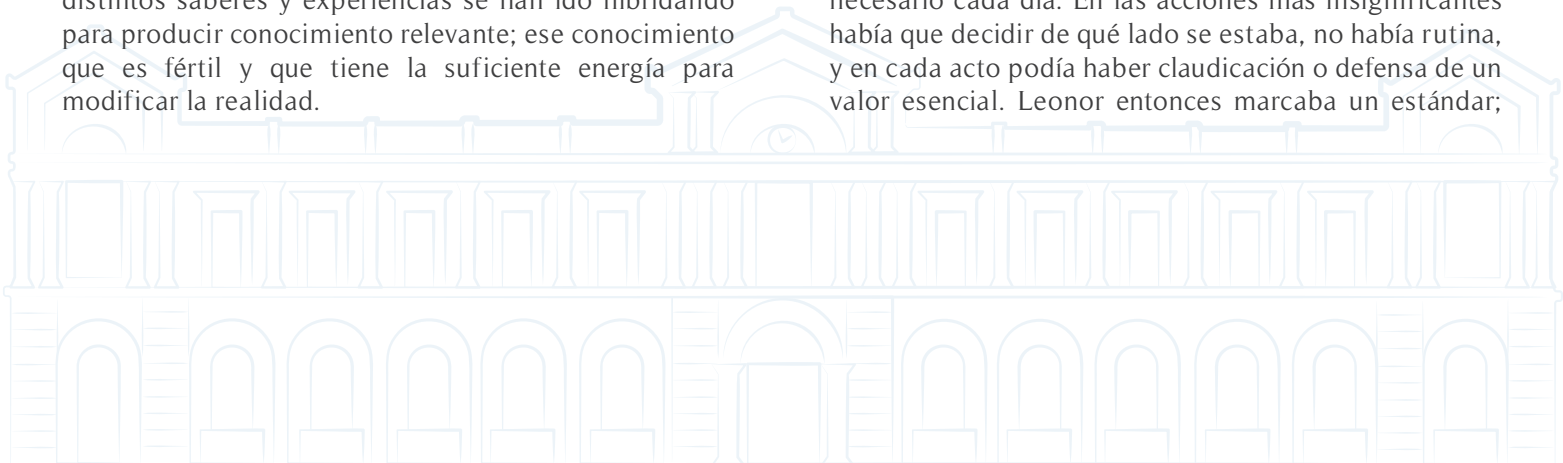 distintos saberes y experiencias se han ido hibridando
para producir conocimiento relevante; ese conocimiento
que es fértil y que tiene la suficiente energía para
modificar la realidad.
necesario cada día. En las acciones más insignificantes
había que decidir de qué lado se estaba, no había rutina,
y en cada acto podía haber claudicación o defensa de un
valor esencial. Leonor entonces marcaba un estándar;